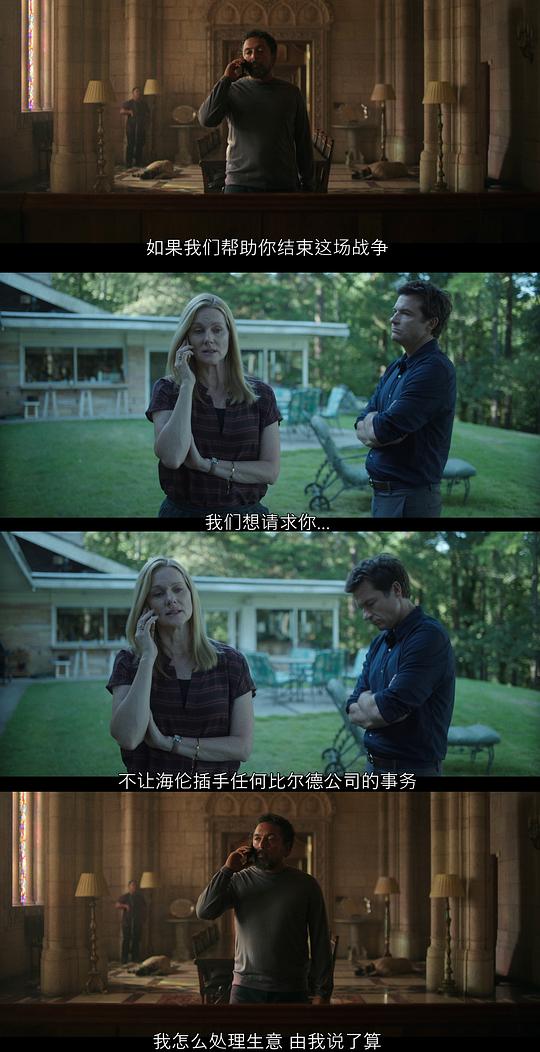 如果我们帮助你结束这场战争
我们想请求你...
不让海伦插手任何比尔德公司的事务
我怎么处理生意 由我说了算